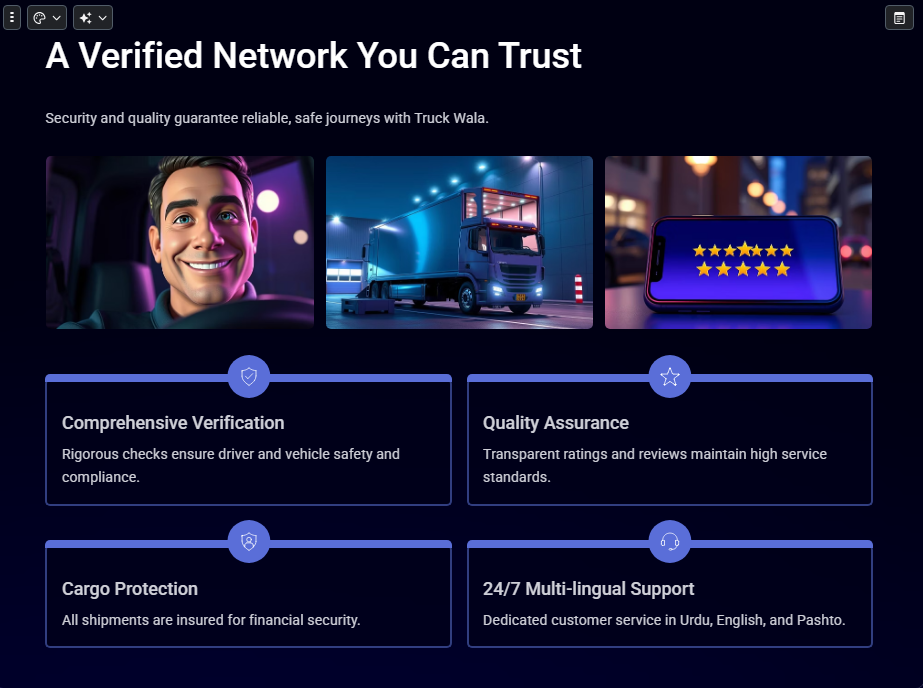 A Verified Network You Can Trust
Security and quality guarantee reliable, safe journeys with Truck Wala.
Comprehensive Verification
Rigorous checks ensure driver and vehicle safety and
compliance.
Quality Assurance
Transparent ratings and reviews maintain high service
standards.
Cargo Protection
All shipments are insured for financial security.
24/7 Multi-lingual Support
Dedicated customer service in Urdu, English, and Pashto.